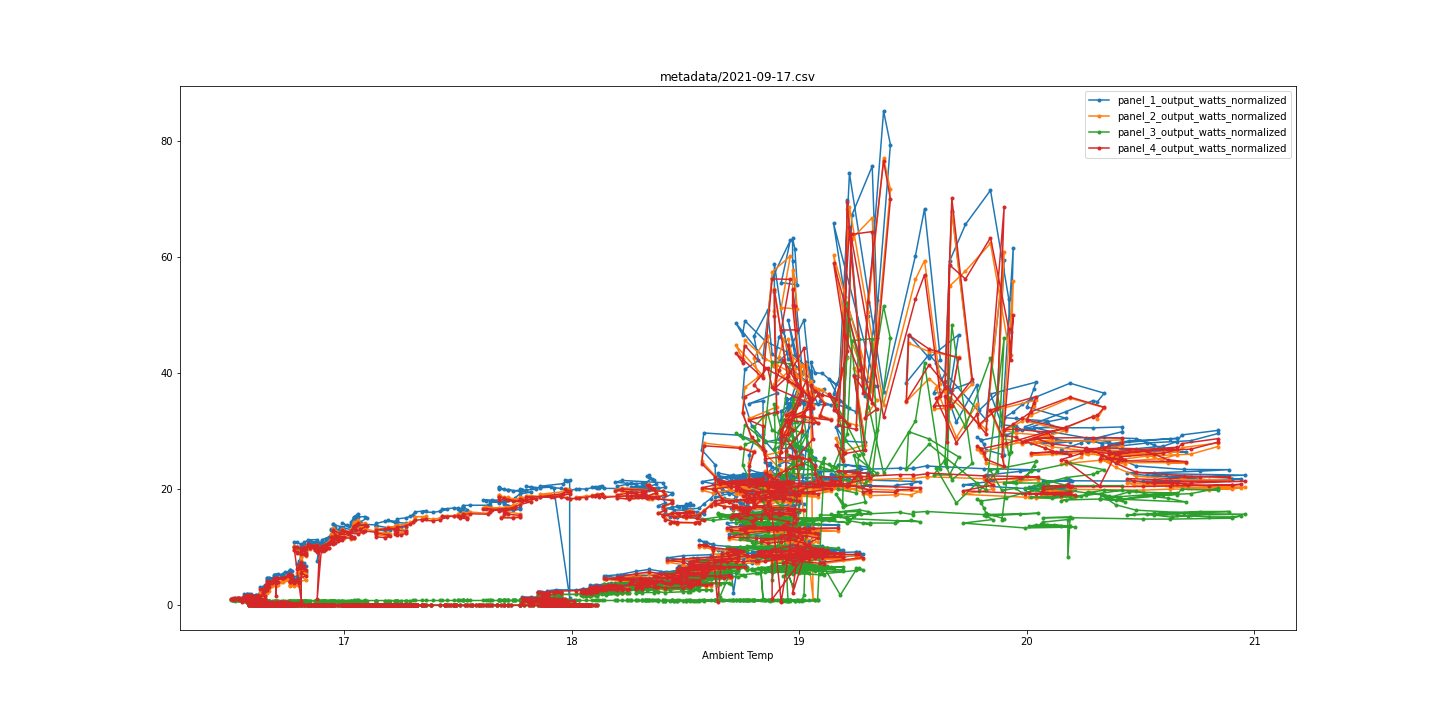 metadata/2021-09-17.csv
panel_1_output_watts_normalized
panel_2_output_watts_normalized
panel_3_output_watts_normalized
panel_4_output_watts_normalized
80
60
40
20
0
17 18 19 20 21
Ambient Temp